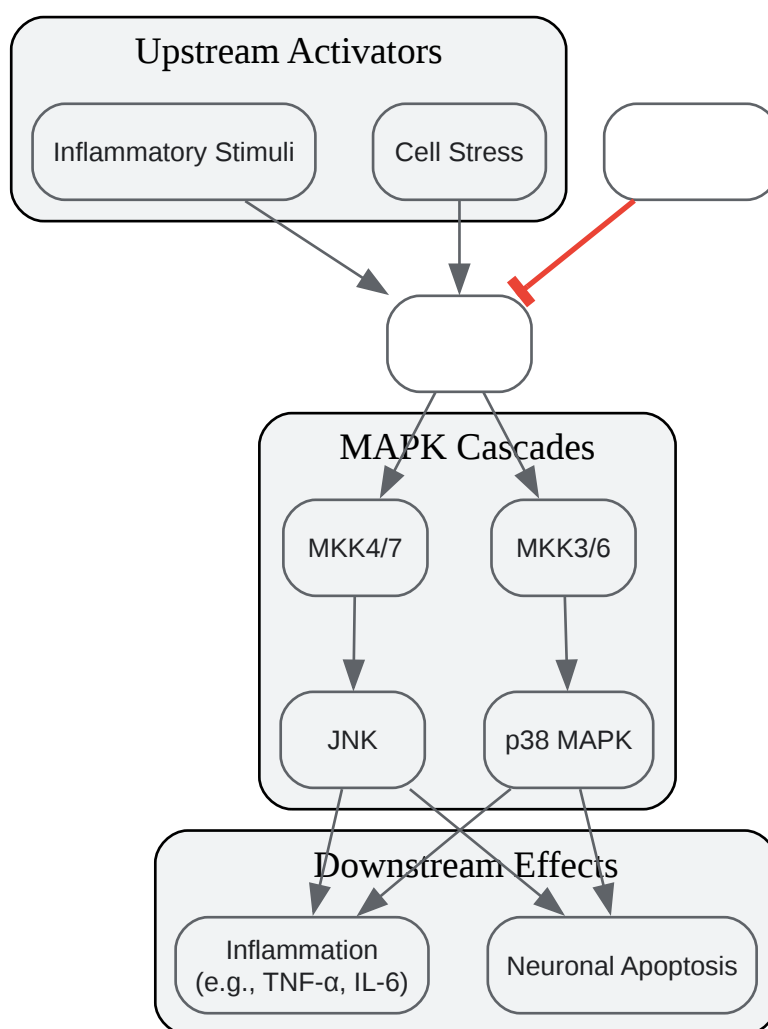 Upstream Activators
Inflammatory Stimuli
Cell Stress
MAPK Cascades
MKK4/7
MKK3/6
JNK
p38 MAPK
Downstream Effects
Inflammation
(e.g., TNF-α, IL-6)
Neuronal Apoptosis